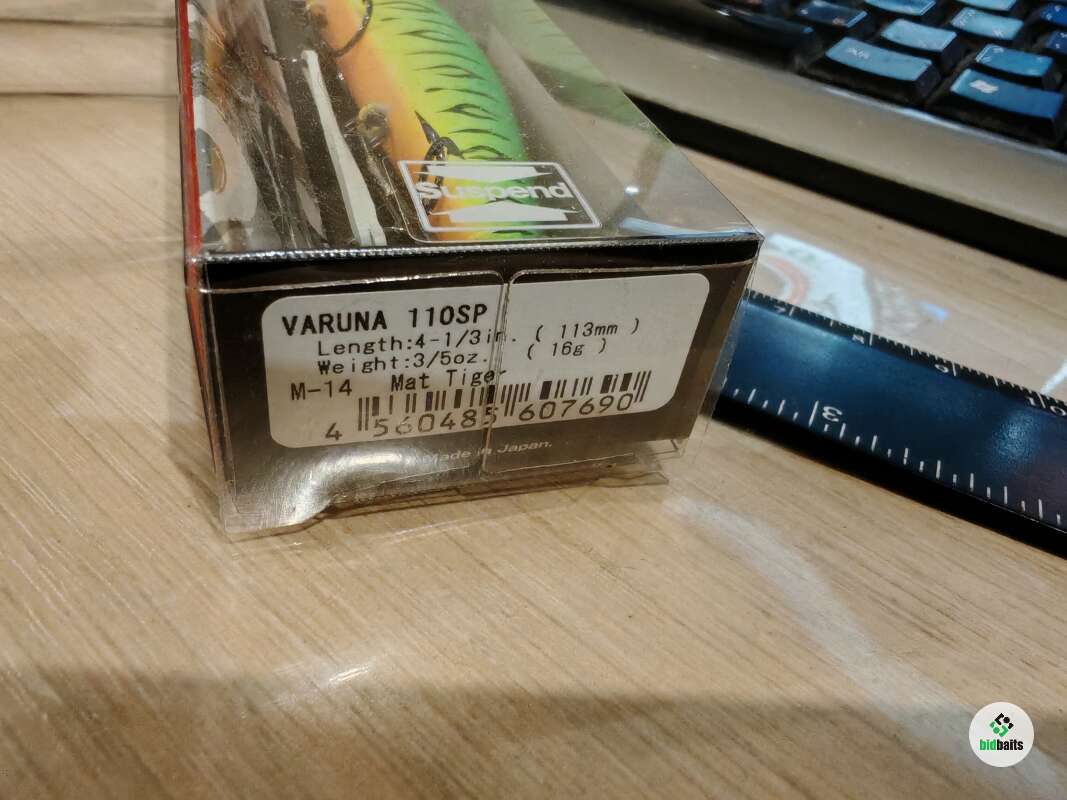 Suspend
VARUNA 110SP
Length:4-1/3in. ( 113mm )
Weight:3/5oz. ( 16g )
M-14 Mat Tiger
4 560485 607690
Made in Japan.
3
bidbaits